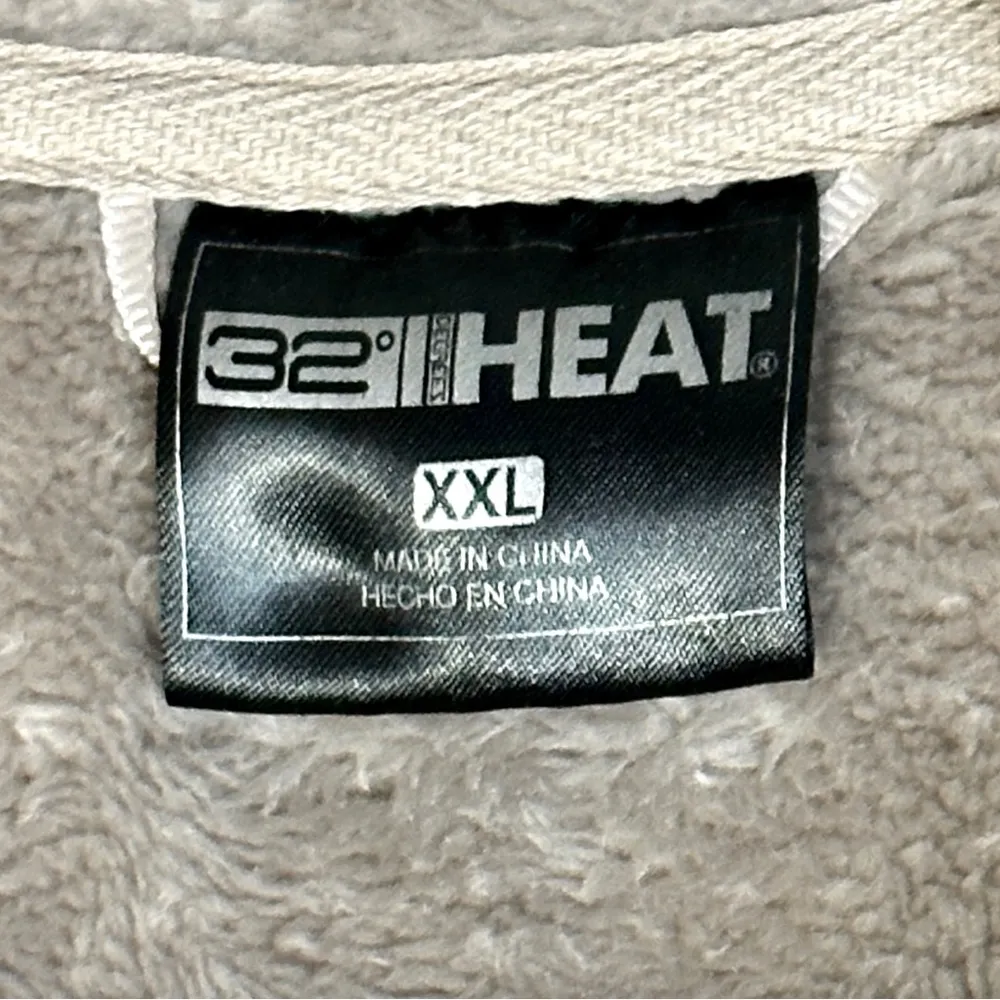 32° DEGREES HEAT®
XXL
MADE IN CHINA
HECHO EN CHINA